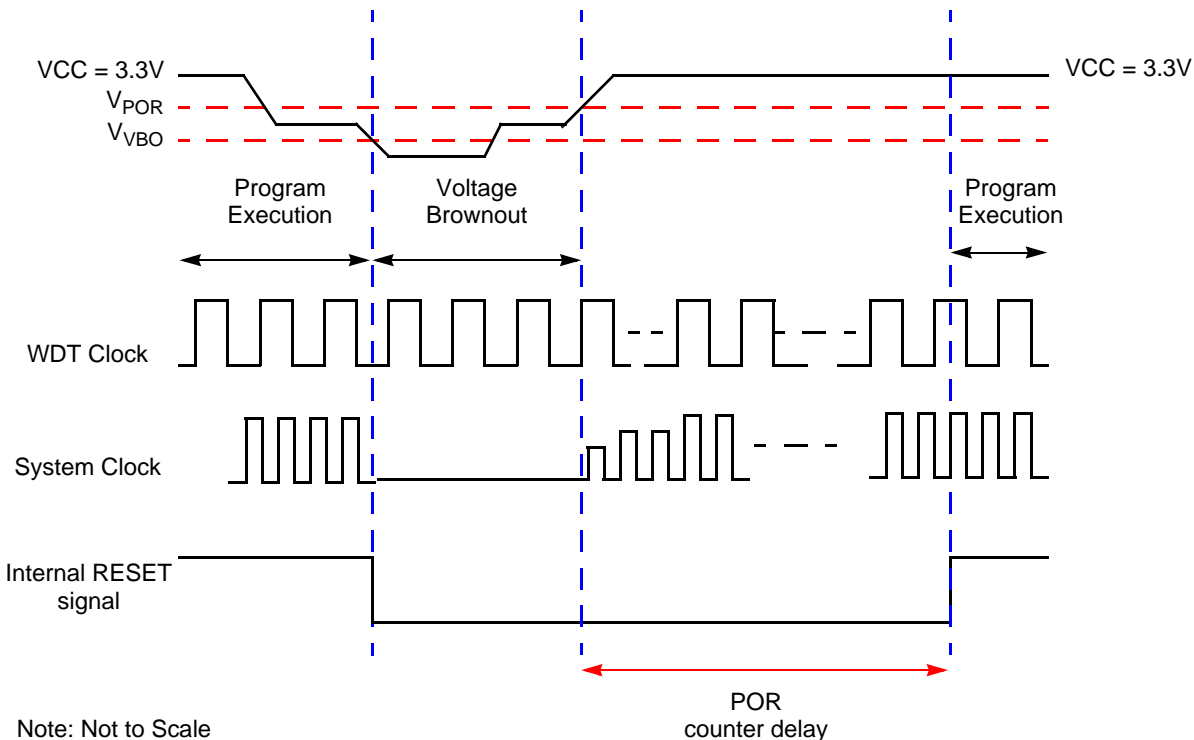 VCC = 3.3V
VCC = 3.3V
VPOR
VVBO
Program
Execution
Voltage
Brownout
Program
Execution
WDT Clock
System Clock
Internal RESET
signal
POR
counter delay
Note: Not to Scale